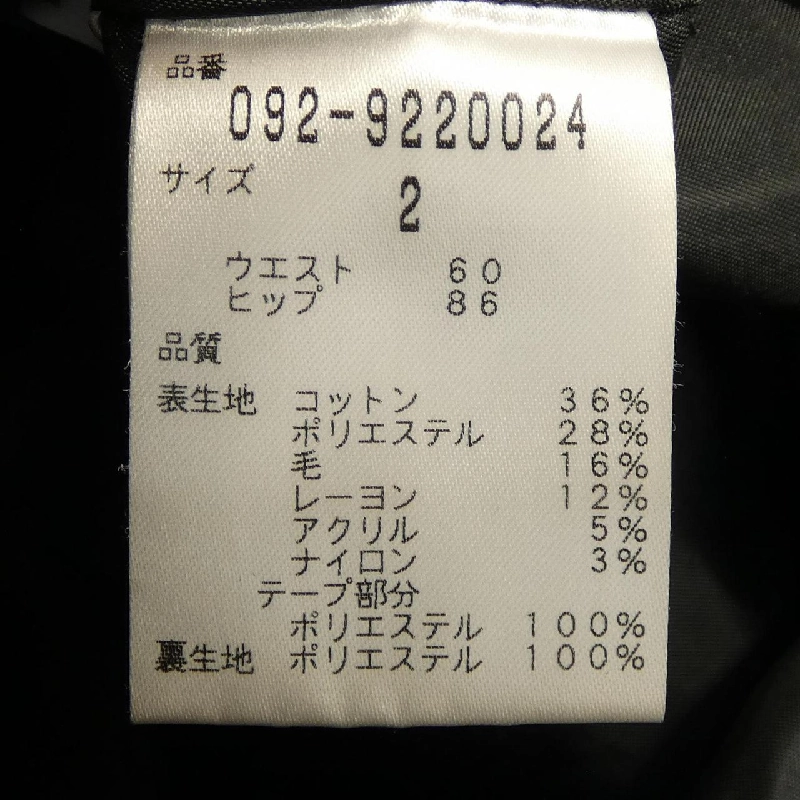 品番
092-9220024
サイズ
2
ウエスト 60
ヒップ 86
品質
表生地 コットン 36%
ポリエステル 28%
毛 16%
レーヨン 12%
アクリル 5%
ナイロン 3%
テープ部分
ポリエステル 100%
裏生地 ポリエステル 100%